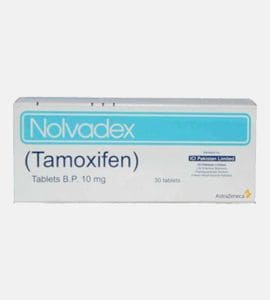 Nolvadex
(Tamoxifen)
Tablets B.P. 10 mg
30 tablets
ICI Pakistan Limited
AstraZeneca